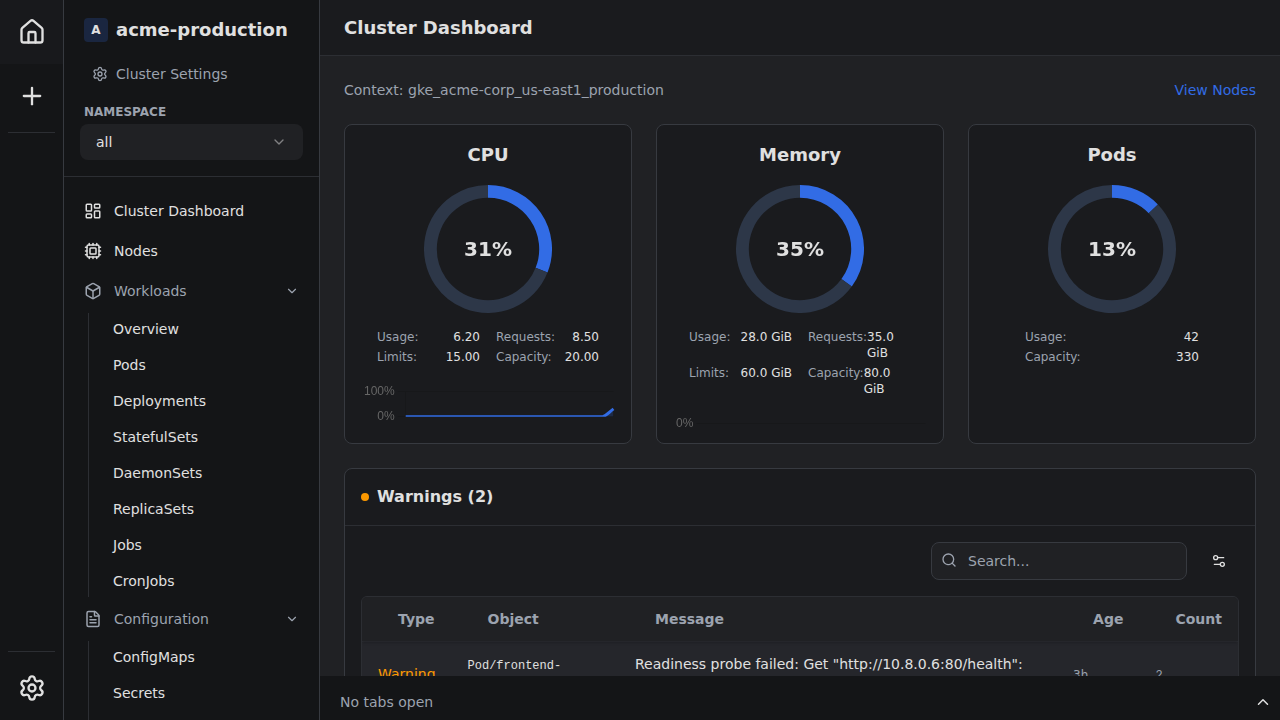 A acme-production
Cluster Settings
NAMESPACE
all
Cluster Dashboard
Nodes
Workloads
Overview
Pods
Deployments
StatefulSets
DaemonSets
ReplicaSets
Jobs
CronJobs
Configuration
ConfigMaps
Secrets
Cluster Dashboard
Context: gke_acme-corp_us-east1_production
View Nodes
CPU
31%
Usage: 6.20 Requests: 8.50
Limits: 15.00 Capacity: 20.00
100%
0%
Memory
35%
Usage: 28.0 GiB Requests: 35.0 GiB
Limits: 60.0 GiB Capacity: 80.0 GiB
0%
Pods
13%
Usage: 42
Capacity: 330
Warnings (2)
Search...
Type Object Message Age Count
Warning Pod/frontend- Readiness probe failed: Get "http://10.8.0.6:80/health": 3h 2
No tabs open